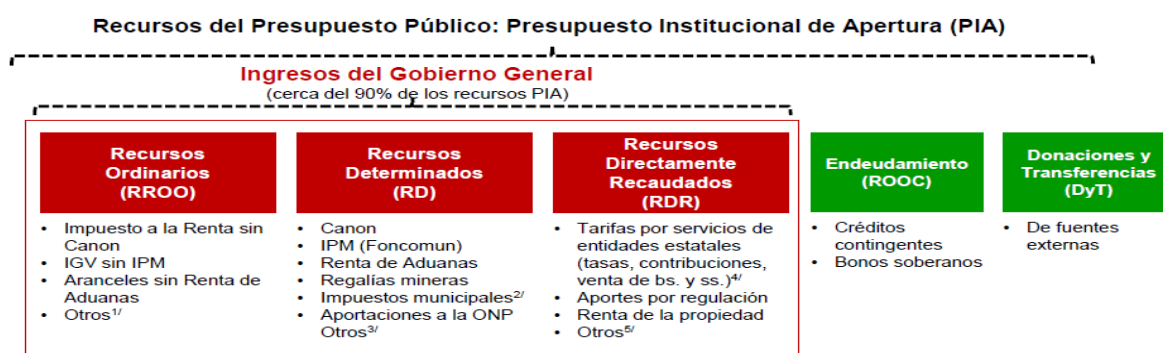 Recursos del Presupuesto Público: Presupuesto Institucional de Apertura (PIA)
Ingresos del Gobierno General
(cerca del 90% de los recursos PIA)
Recursos
Ordinarios
(RROO)
• Impuesto a la Renta sin
Canon
• IGV sin IPM
• Aranceles sin Renta de
Aduanas
• Otros1/
Recursos
Determinados
(RD)
• Canon
• IPM (Foncomun)
• Renta de Aduanas
• Regalías mineras
• Impuestos municipales2/
• Aportaciones a la ONP
Otros3/
Recursos
Directamente
Recaudados
(RDR)
• Tarifas por servicios de
entidades estatales
(tasas, contribuciones,
venta de bs. y ss.)4/
• Aportes por regulación
• Renta de la propiedad
• Otros5/
Endeudamiento
(ROOC)
• Créditos
contingentes
• Bonos soberanos
Donaciones y
Transferencias
(DyT)
• De fuentes
externas